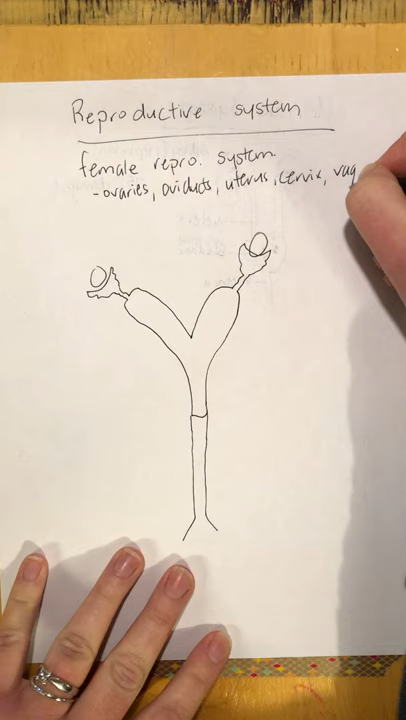 Reproductive system
female repro. system.
- ovaries, oviducts, uterus, cervix, vag